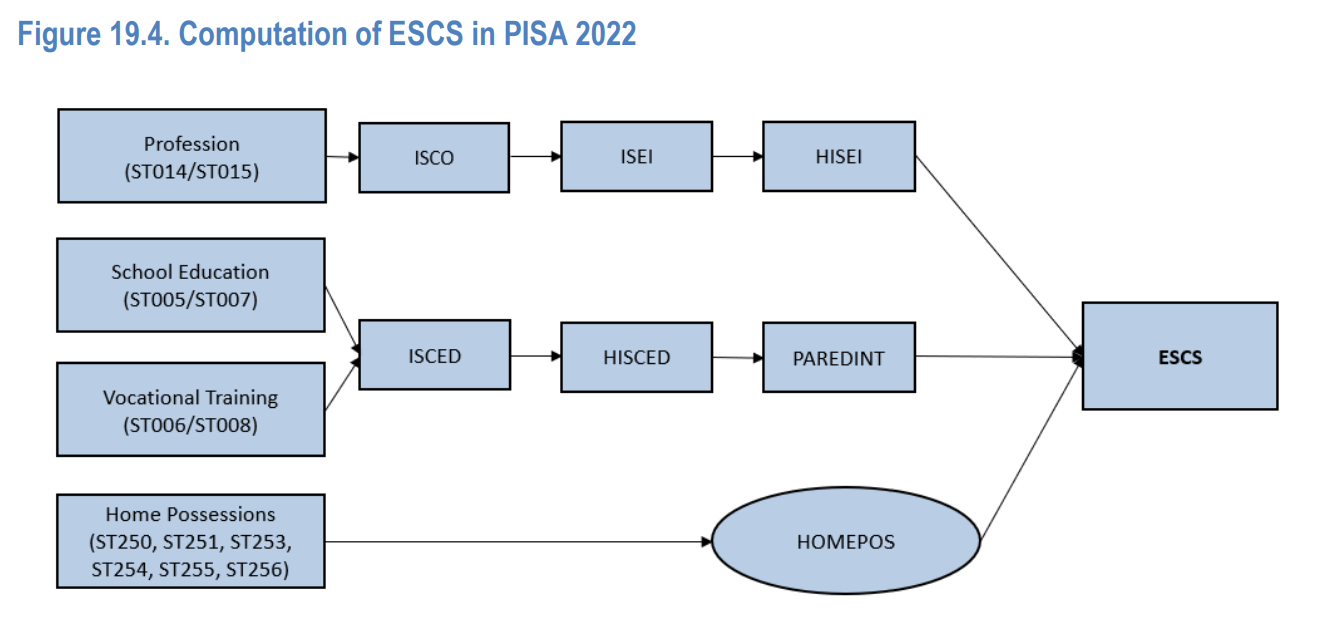 Figure 19.4. Computation of ESCS in PISA 2022
Profession
(ST014/ST015)
ISCO
ISEI
HISEI
School Education
(ST005/ST007)
Vocational Training
(ST006/ST008)
ISCED
HISCED
PAREDINT
ESCS
Home Possessions
(ST250, ST251, ST253,
ST254, ST255, ST256)
HOMEPOS